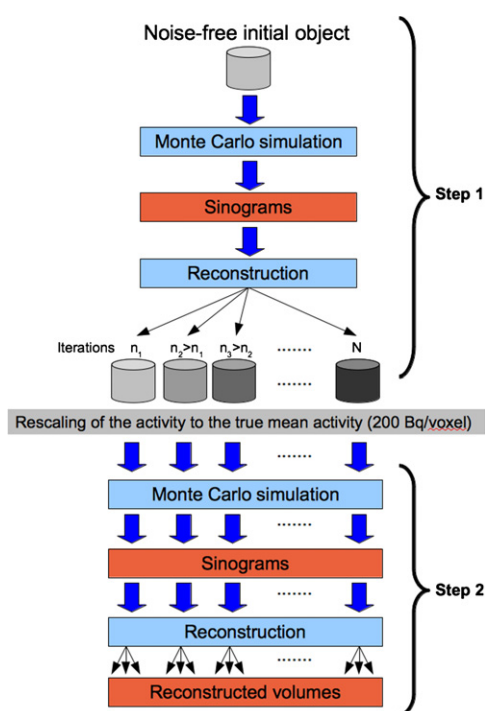 Noise-free initial object
Monte Carlo simulation
Step 1
Sinograms
Reconstruction
Iterations n1 n2>n1 n3>n2 ....... N
.......
Rescaling of the activity to the true mean activity (200 Bq/voxel)
.......
Monte Carlo simulation
.......
Sinograms
Step 2
.......
Reconstruction
.......
Reconstructed volumes